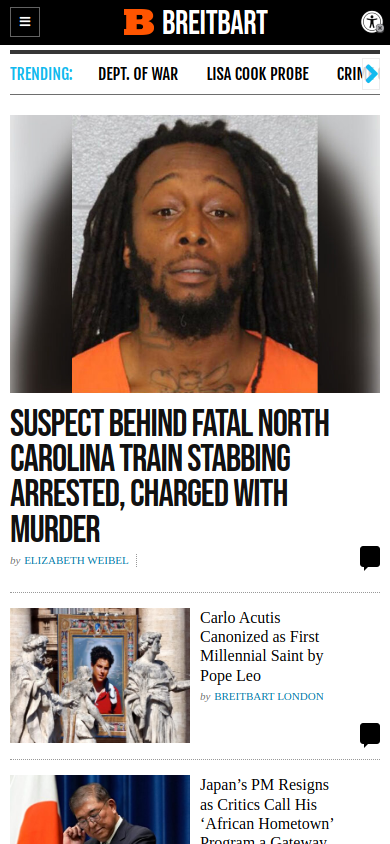 BREITBART
TRENDING: DEPT. OF WAR LISA COOK PROBE
SUSPECT BEHIND FATAL NORTH
CAROLINA TRAIN STABBING
ARRESTED, CHARGED WITH
MURDER
by ELIZABETH WEIBEL
Carlo Acutis
Canonized as First
Millennial Saint by
Pope Leo
by BREITBART LONDON
Japan's PM Resigns
as Critics Call His
‘African Hometown’
Program a Gateway